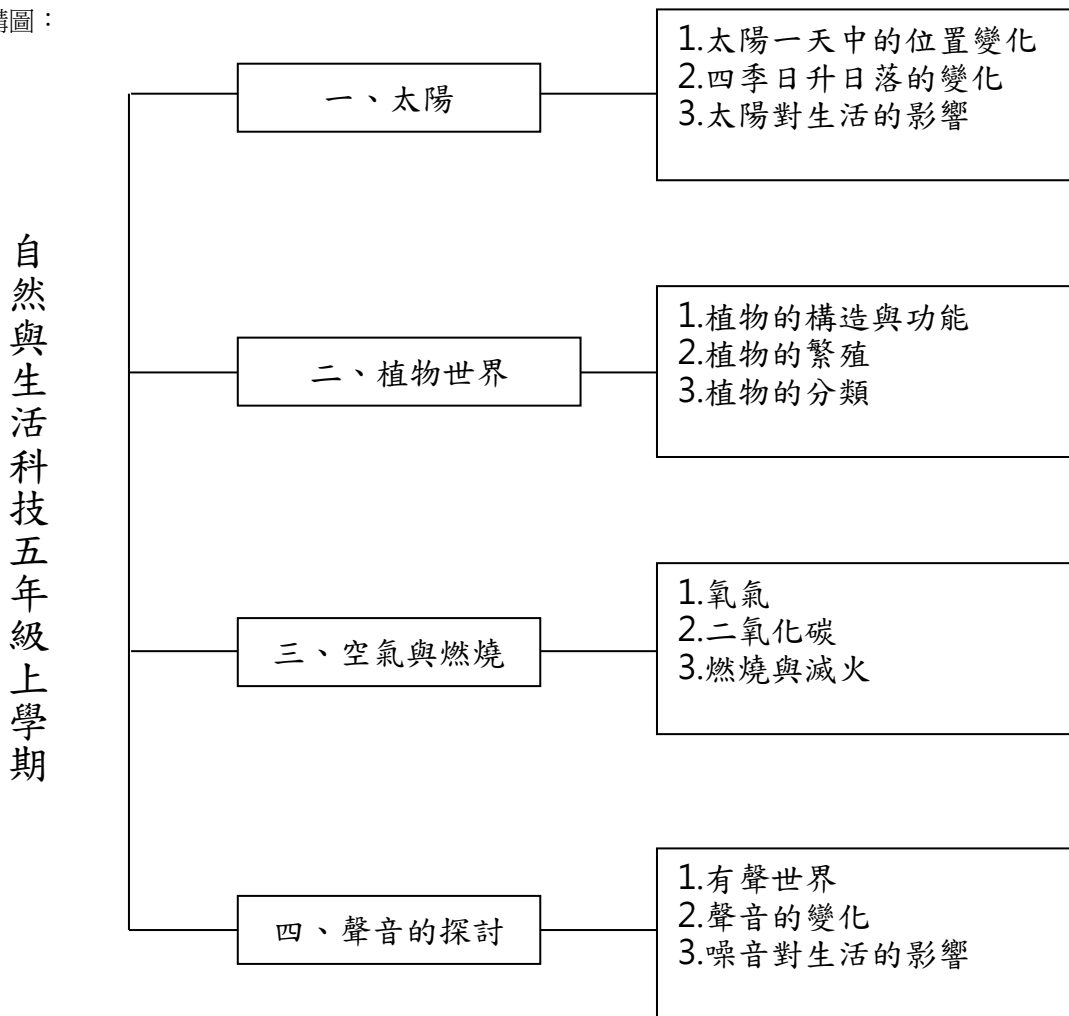 構圖：
自然與生活科技五年級上學期
一、太陽
1.太陽一天中的位置變化
2.四季日升日落的變化
3.太陽對生活的影響
二、植物世界
1.植物的構造與功能
2.植物的繁殖
3.植物的分類
三、空氣與燃燒
1.氧氣
2.二氧化碳
3.燃燒與滅火
四、聲音的探討
1.有聲世界
2.聲音的變化
3.噪音對生活的影響